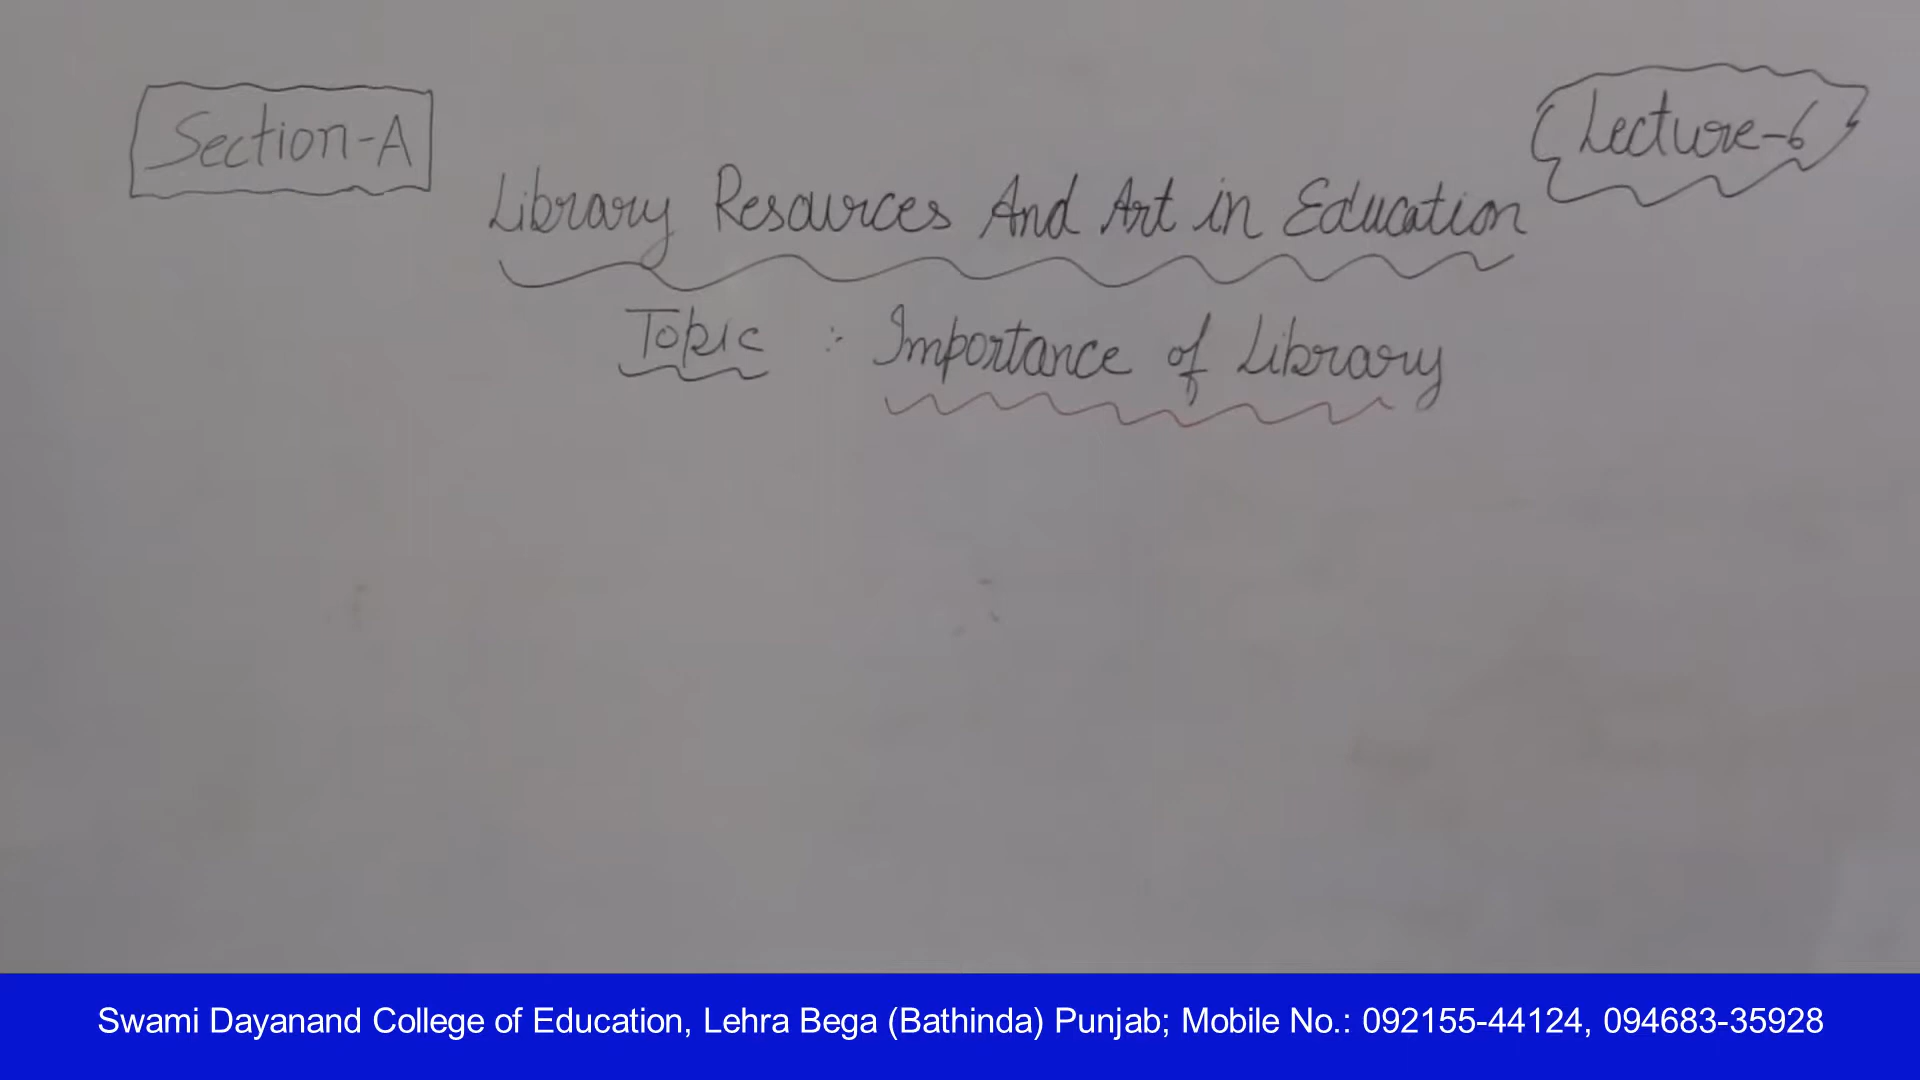 Section-A
Lecture-6
Library Resources And Art in Education
Topic : Importance of Library
Swami Dayanand College of Education, Lehra Bega (Bathinda) Punjab; Mobile No.: 092155-44124, 094683-35928